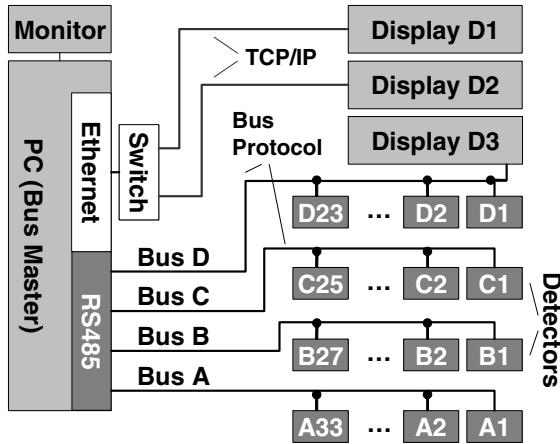 Monitor
Display D1
TCP/IP
Display D2
Bus
Protocol
Display D3
PC (Bus Master)
Ethernet
Switch
RS485
D23 ... D2 D1
Bus D
C25 ... C2 C1
Bus C
Detectors
Bus B
B27 ... B2 B1
Bus A
A33 ... A2 A1